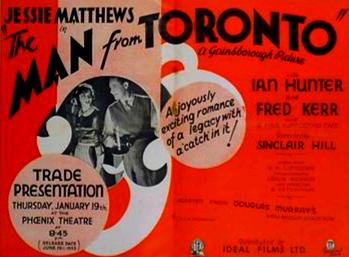 JESSIE MATTHEWS
in
"The MAN from TORONTO"
A Gainsborough Picture
with
IAN HUNTER
and
FRED KERR
Directed by
SINCLAIR HILL
A joyously
exciting romance
of a legacy with
a 'catch in it!
TRADE
PRESENTATION
THURSDAY, JANUARY 19th
AT THE
PHŒNIX THEATRE
AT
8-45
ADAPTED FROM DOUGLAS MURRAY'S
Distributed by
IDEAL FILMS LTD.